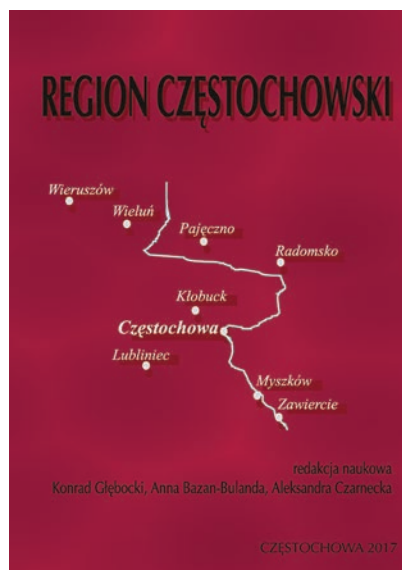 REGION CZĘSTOCHOWSKI
Wieruszów
Wieluń
Pajęczno
Radomsko
Kłobuck
Częstochowa
Lubliniec
Myszków
Zawiercie
redakcja naukowa
Konrad Głębocki, Anna Bazan-Bulanda, Aleksandra Czarnecka
CZĘSTOCHOWA 2017